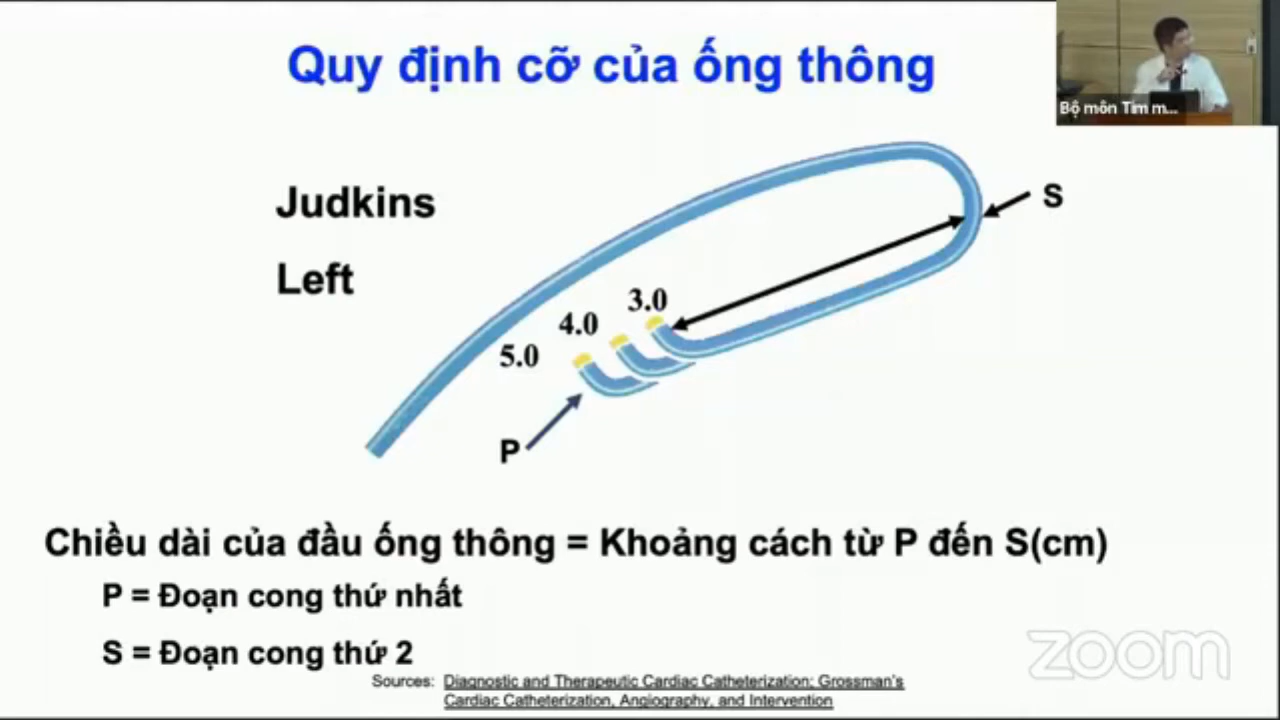 Quy định cỡ của ống thông
Bộ môn Tim m...
Judkins
Left
S
3.0
4.0
5.0
P
Chiều dài của đầu ống thông = Khoảng cách từ P đến S(cm)
P = Đoạn cong thứ nhất
S = Đoạn cong thứ 2
zoom
Sources: Diagnostic and Therapeutic Cardiac Catheterization; Grossman's
Cardiac Catheterization, Angiography, and Intervention